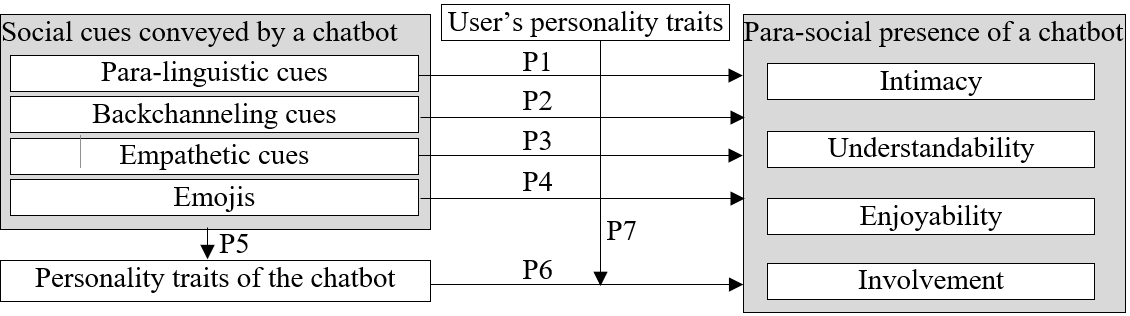 User's personality traits
Social cues conveyed by a chatbot
Para-linguistic cues
Backchanneling cues
Empathetic cues
Emojis
P1
P2
P3
P4
P5
P7
Personality traits of the chatbot
P6
Para-social presence of a chatbot
Intimacy
Understandability
Enjoyability
Involvement